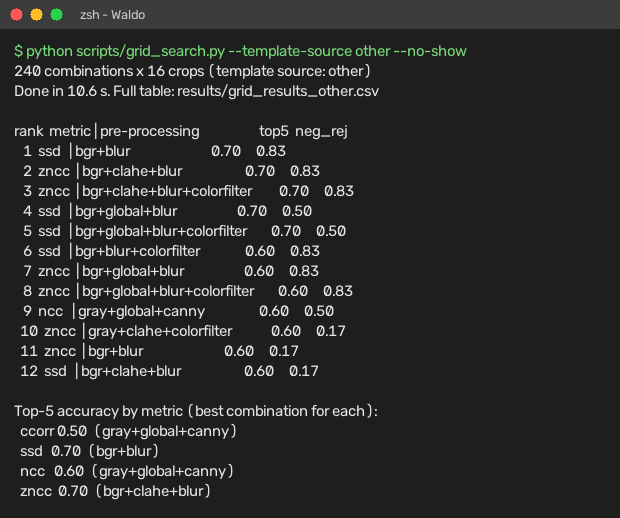 zsh - Waldo
$ python scripts/grid_search.py --template-source other --no-show
240 combinations x 16 crops (template source: other)
Done in 10.6 s. Full table: results/grid_results_other.csv
rank metric | pre-processing top5 neg_rej
1 ssd | bgr+blur 0.70 0.83
2 zncc | bgr+clahe+blur 0.70 0.83
3 zncc | bgr+clahe+blur+colorfilter 0.70 0.83
4 ssd | bgr+global+blur 0.70 0.50
5 ssd | bgr+global+blur+colorfilter 0.70 0.50
6 ssd | bgr+blur+colorfilter 0.60 0.83
7 zncc | bgr+global+blur 0.60 0.83
8 zncc | bgr+global+blur+colorfilter 0.60 0.83
9 ncc | gray+global+canny 0.60 0.50
10 zncc | gray+clahe+colorfilter 0.60 0.17
11 zncc | bgr+blur 0.60 0.17
12 ssd | bgr+clahe+blur 0.60 0.17
Top-5 accuracy by metric (best combination for each):
ccorr 0.50 (gray+global+canny)
ssd 0.70 (bgr+blur)
ncc 0.60 (gray+global+canny)
zncc 0.70 (bgr+clahe+blur)